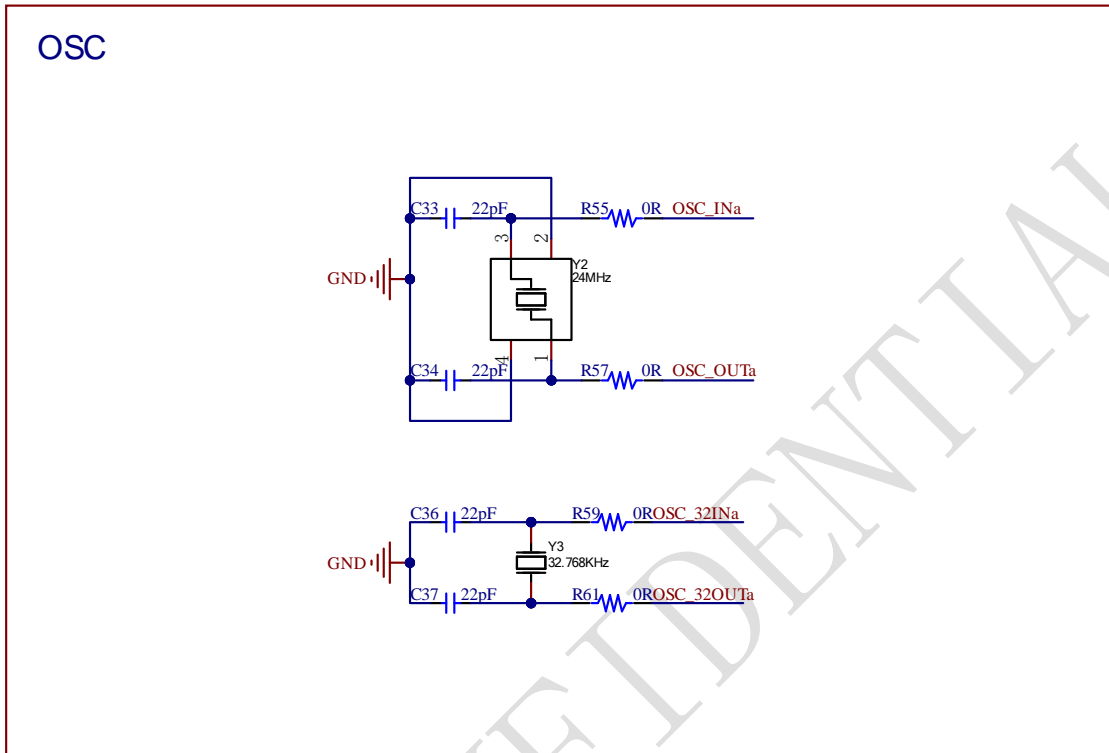 OSC
C33 22pF R55 0R OSC_INa
3 2
Y2
24MHz
GND
4 1
C34 22pF R57 0R OSC_OUTa
C36 22pF R59 0R OSC_32INa
Y3
GND
32.768KHz
C37 22pF R61 0R OSC_32OUTa
FIDENTIAL